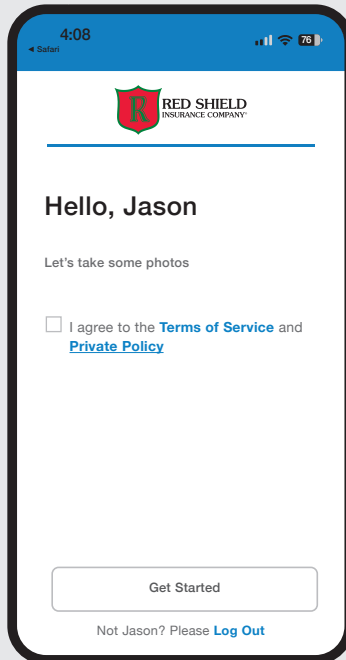 4:08
◂ Safari
76
R
RED SHIELD
INSURANCE COMPANY®
Hello, Jason
Let's take some photos
I agree to the Terms of Service and
Private Policy
Get Started
Not Jason? Please Log Out